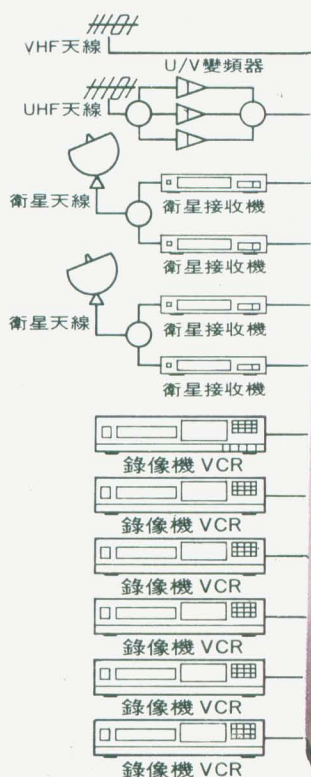 VHF天線
U/V變頻器
UHF天線
衛星天線
衛星接收機
衛星接收機
衛星天線
衛星接收機
衛星接收機
錄像機 VCR
錄像機 VCR
錄像機 VCR
錄像機 VCR
錄像機 VCR
錄像機 VCR